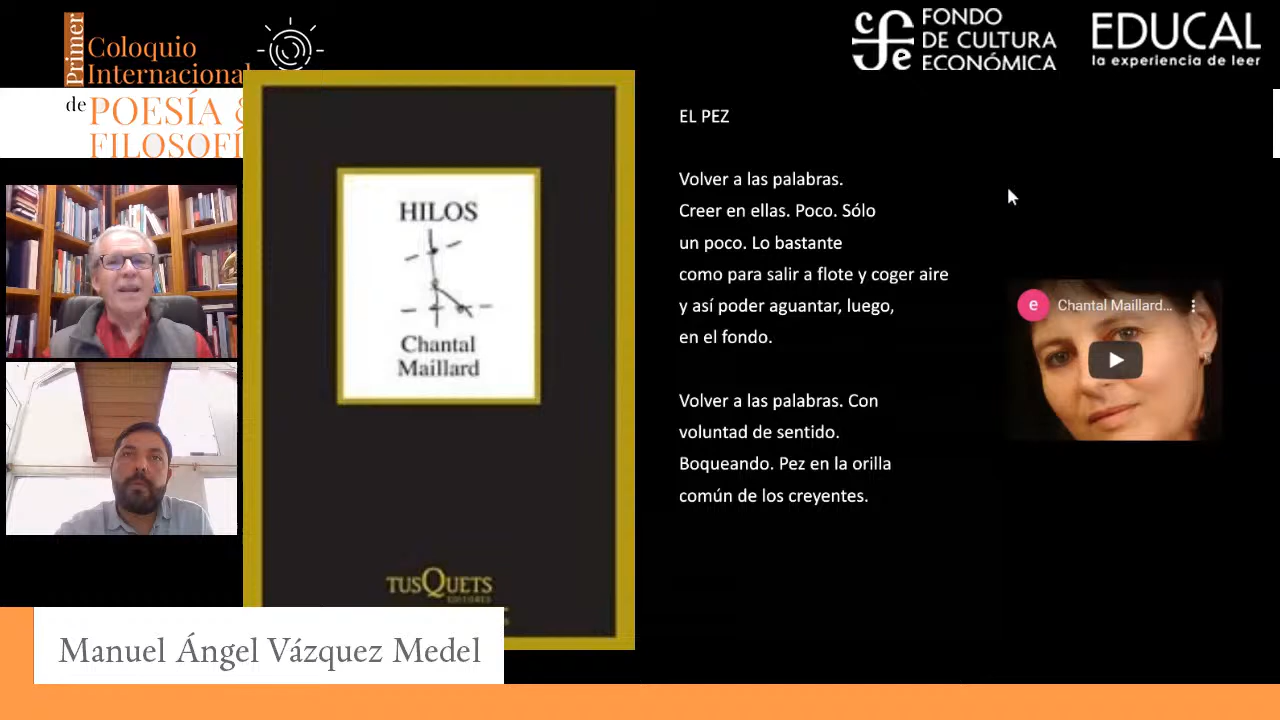 Primer
Coloquio
Internacional
de POESÍA &
FILOSOFÍ
FONDO
DE CULTURA
ECONÓMICA
EDUCAL
la experiencia de leer
HILOS
Chantal
Maillard
TUSQUETS
EDITORES
EL PEZ
Volver a las palabras.
Creer en ellas. Poco. Sólo
un poco. Lo bastante
como para salir a flote y coger aire
y así poder aguantar, luego,
en el fondo.
Volver a las palabras. Con
voluntad de sentido.
Boqueando. Pez en la orilla
común de los creyentes.
e Chantal Maillard...
Manuel Ángel Vázquez Medel